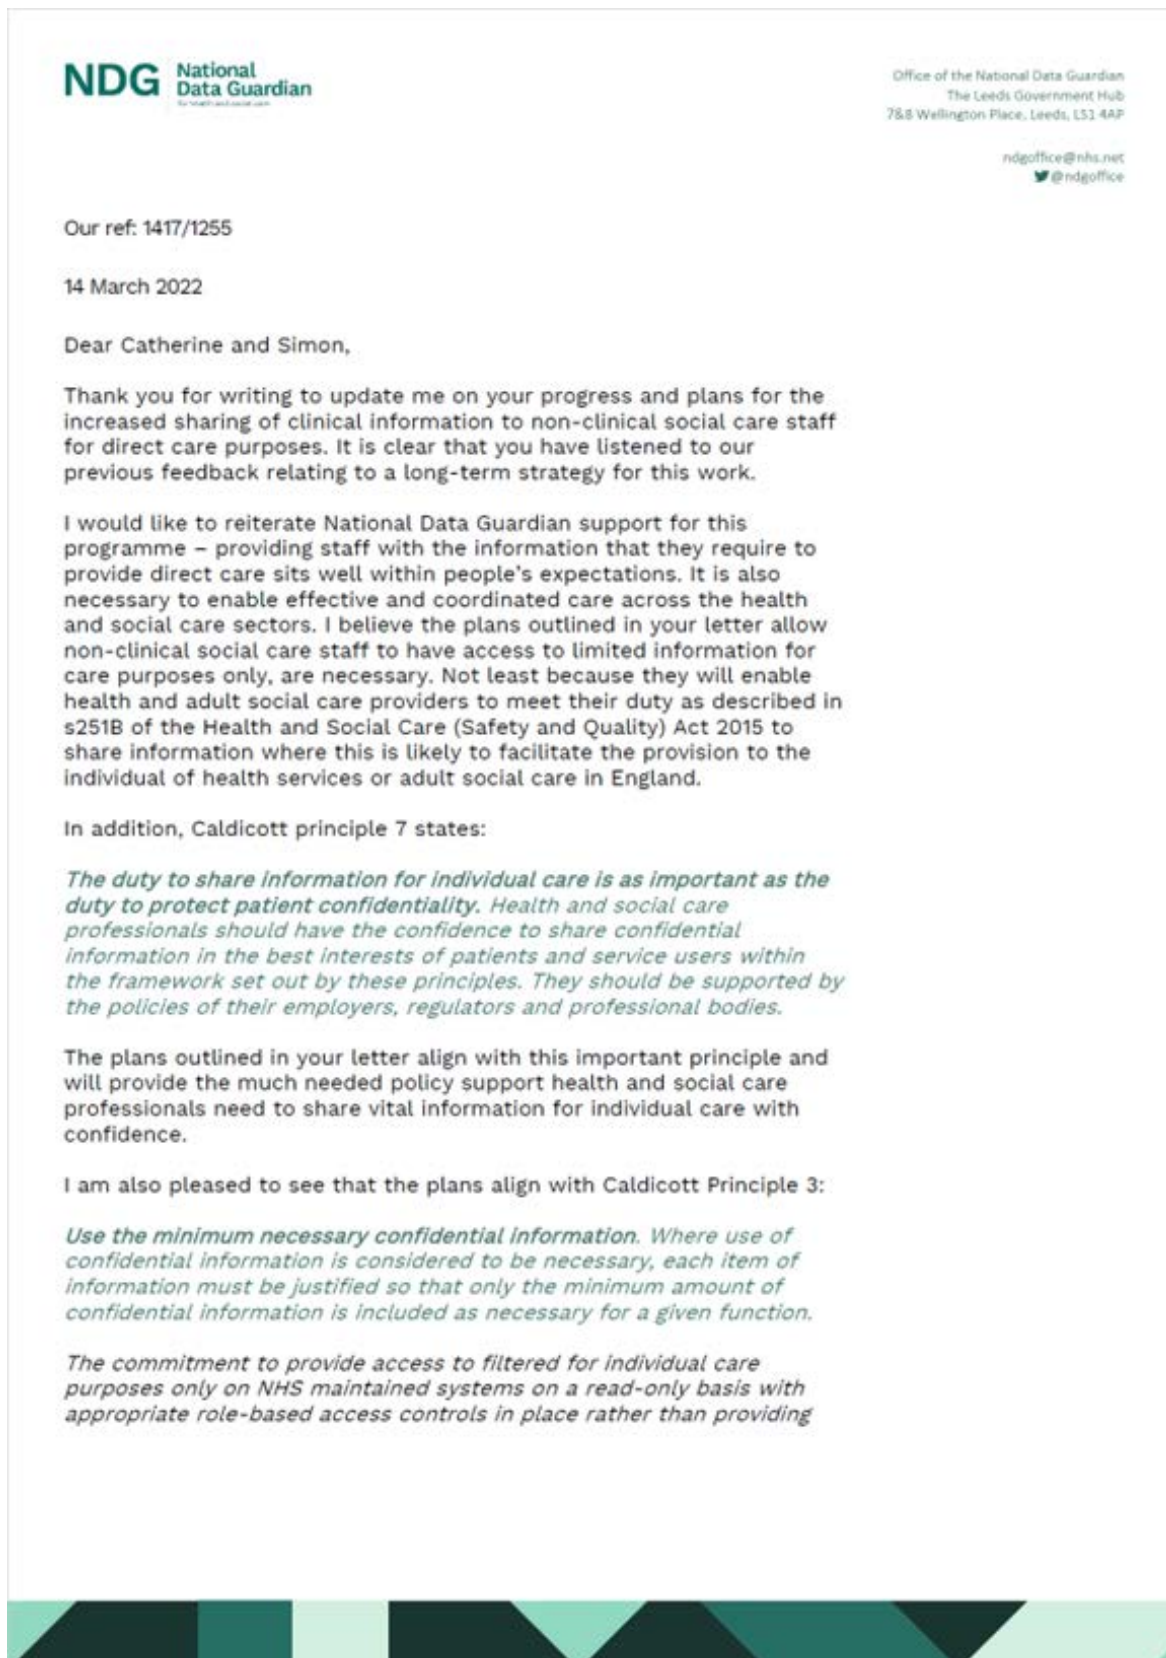 NDG National
Data Guardian
for health and social care
Office of the National Data Guardian
The Leeds Government Hub
7&8 Wellington Place, Leeds, LS1 4AP
ndgoffice@nhs.net
@ndgoffice
Our ref: 1417/1255
14 March 2022
Dear Catherine and Simon,
Thank you for writing to update me on your progress and plans for the
increased sharing of clinical information to non-clinical social care staff
for direct care purposes. It is clear that you have listened to our
previous feedback relating to a long-term strategy for this work.
I would like to reiterate National Data Guardian support for this
programme – providing staff with the information that they require to
provide direct care sits well within people's expectations. It is also
necessary to enable effective and coordinated care across the health
and social care sectors. I believe the plans outlined in your letter allow
non-clinical social care staff to have access to limited information for
care purposes only, are necessary. Not least because they will enable
health and adult social care providers to meet their duty as described in
s251B of the Health and Social Care (Safety and Quality) Act 2015 to
share information where this is likely to facilitate the provision to the
individual of health services or adult social care in England.
In addition, Caldicott principle 7 states:
The duty to share information for individual care is as important as the
duty to protect patient confidentiality. Health and social care
professionals should have the confidence to share confidential
information in the best interests of patients and service users within
the framework set out by these principles. They should be supported by
the policies of their employers, regulators and professional bodies.
The plans outlined in your letter align with this important principle and
will provide the much needed policy support health and social care
professionals need to share vital information for individual care with
confidence.
I am also pleased to see that the plans align with Caldicott Principle 3:
Use the minimum necessary confidential information. Where use of
confidential information is considered to be necessary, each item of
information must be justified so that only the minimum amount of
confidential information is included as necessary for a given function.
The commitment to provide access to filtered for individual care
purposes only on NHS maintained systems on a read-only basis with
appropriate role-based access controls in place rather than providing